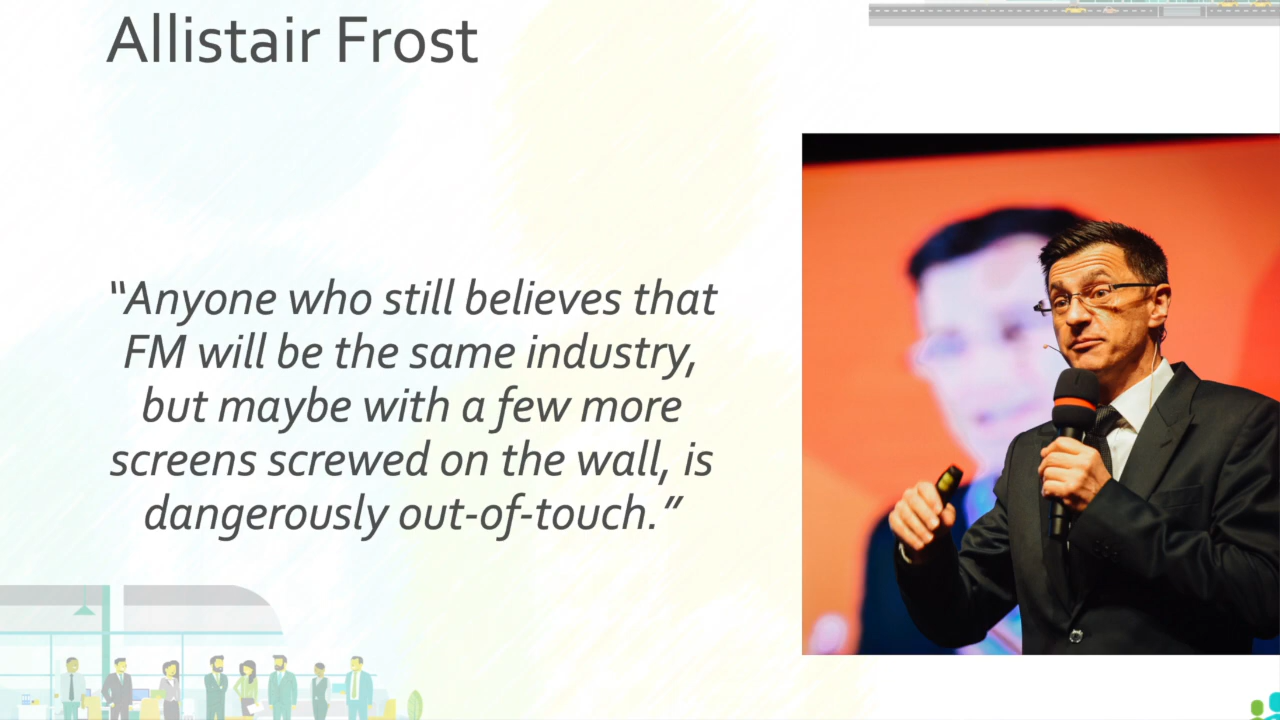 Allistair Frost
“Anyone who still believes that
FM will be the same industry,
but maybe with a few more
screens screwed on the wall, is
dangerously out-of-touch.”